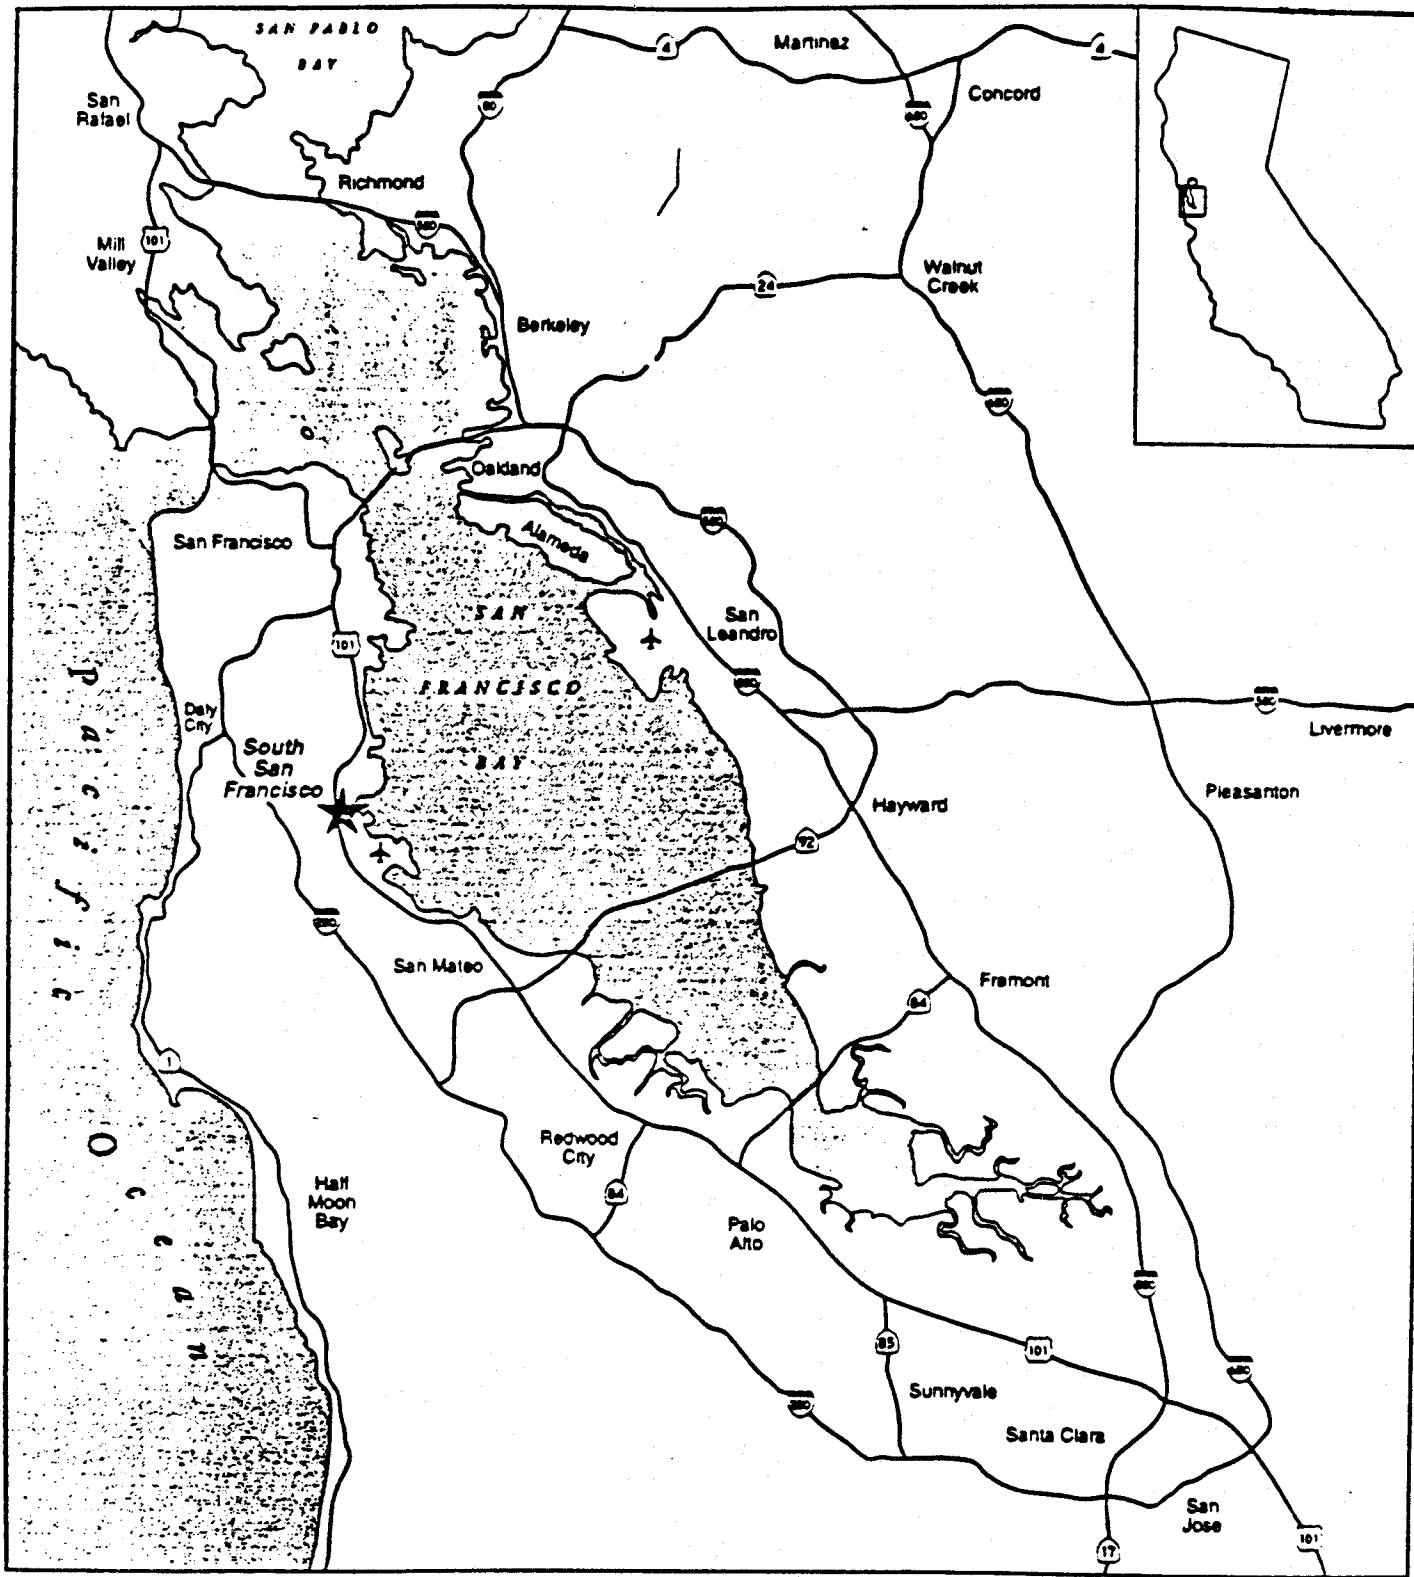 SAN PABLO
BAY
4
Martinez
4
San
Rafael
80
680
Concord
Richmond
580
101
Mill
Valley
24
Walnut
Creek
Berkeley
680
Oakland
580
San Francisco
Alameda
SAN
FRANCISCO
BAY
101
San
Leandro
880
580
Livermore
Daly
City
South
San
Francisco
Pacific
Ocean
Hayward
Pleasanton
92
280
San Mateo
84
Fremont
1
Redwood
City
84
Half
Moon
Bay
Palo
Alto
85
101
680
Sunnyvale
280
Santa Clara
San
Jose
17
101